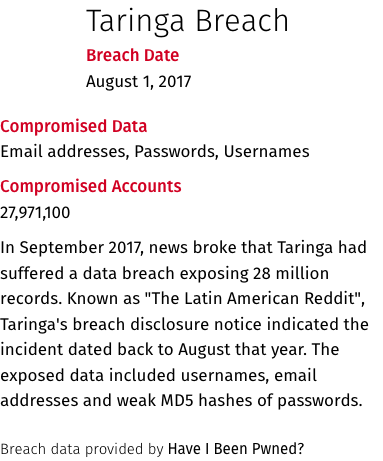 Taringa Breach
Breach Date
August 1, 2017
Compromised Data
Email addresses, Passwords, Usernames
Compromised Accounts
27,971,100
In September 2017, news broke that Taringa had
suffered a data breach exposing 28 million
records. Known as "The Latin American Reddit",
Taringa's breach disclosure notice indicated the
incident dated back to August that year. The
exposed data included usernames, email
addresses and weak MD5 hashes of passwords.
Breach data provided by Have I Been Pwned?